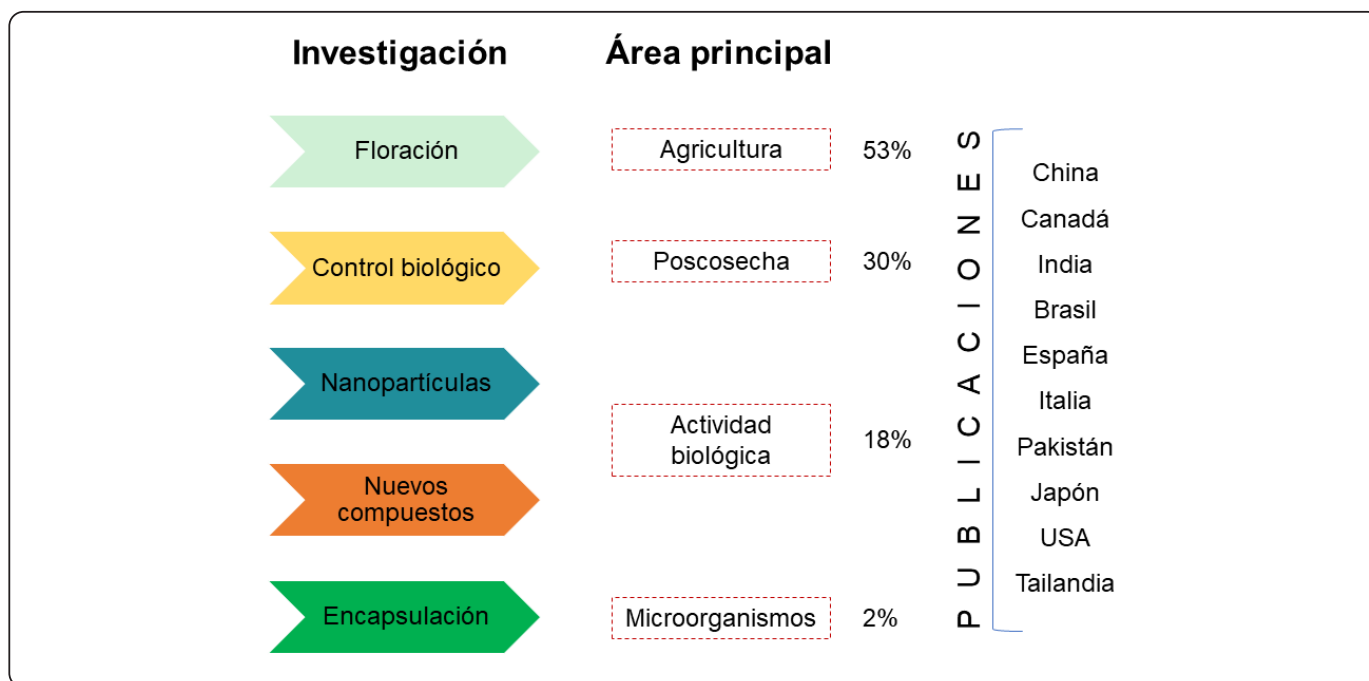 Investigación Área principal
Floración Agricultura 53%
Control biológico Poscosecha 30%
Nanopartículas
Actividad
biológica 18%
Nuevos
compuestos
Encapsulación Microorganismos 2%
PUBLICACIONES
China
Canadá
India
Brasil
España
Italia
Pakistán
Japón
USA
Tailandia